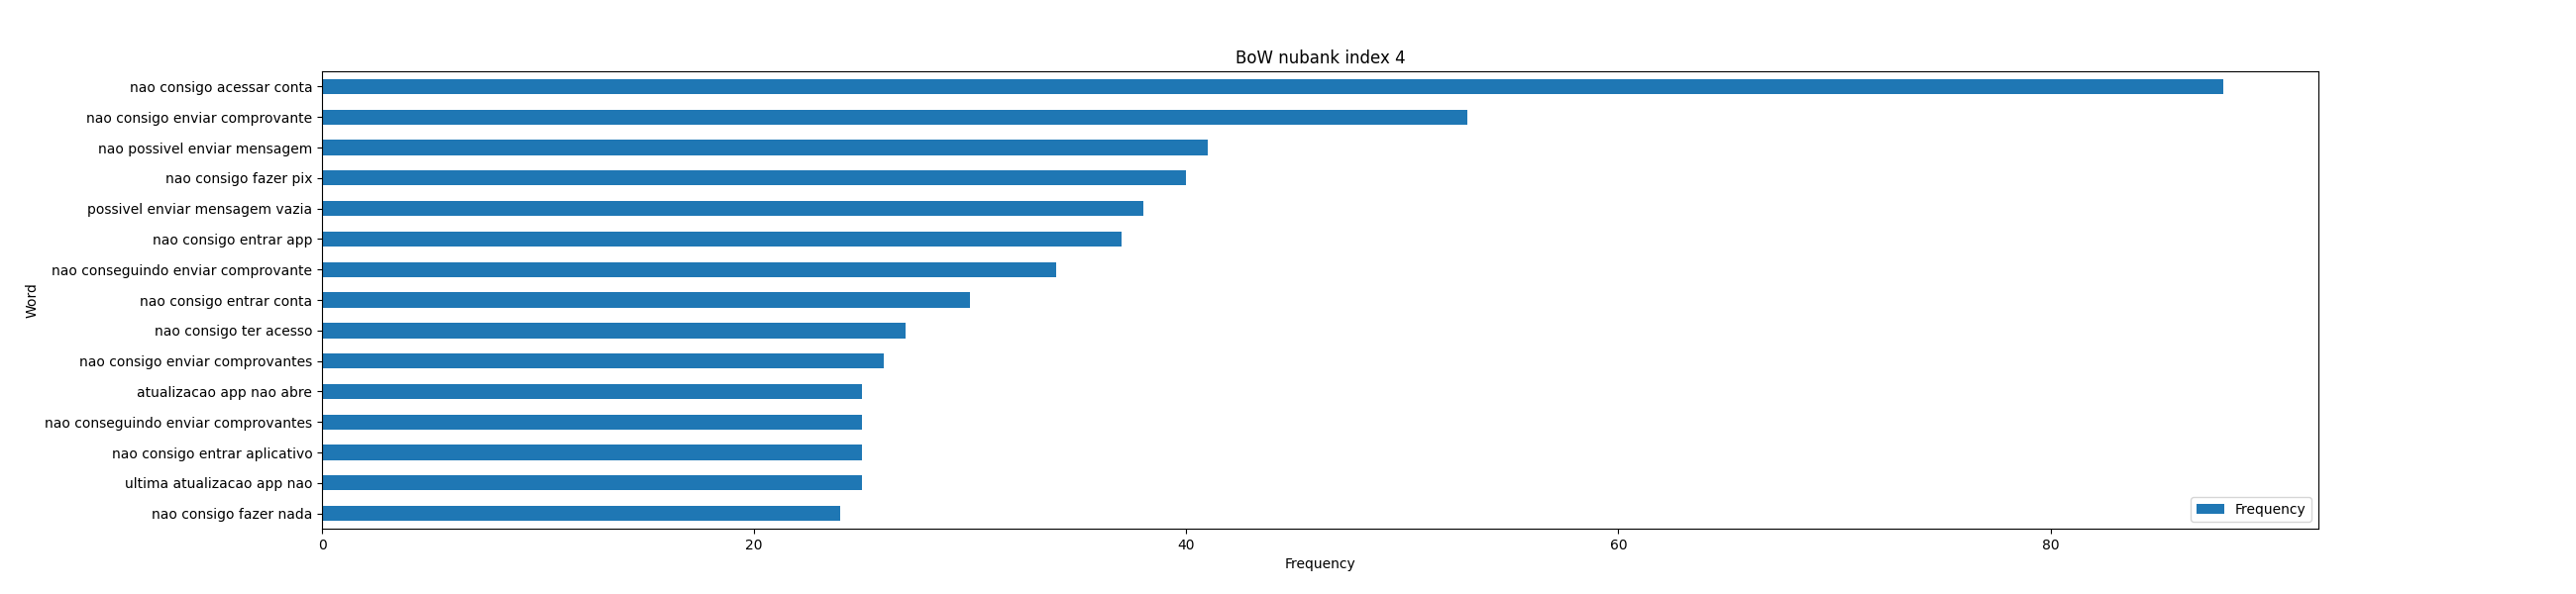 BoW nubank index 4
nao consigo acessar conta
nao consigo enviar comprovante
nao possivel enviar mensagem
nao consigo fazer pix
possivel enviar mensagem vazia
nao consigo entrar app
nao conseguindo enviar comprovante
nao consigo entrar conta
nao consigo ter acesso
nao consigo enviar comprovantes
atualizacao app nao abre
nao conseguindo enviar comprovantes
nao consigo entrar aplicativo
ultima atualizacao app nao
nao consigo fazer nada
Word
Frequency
0 20 40 60 80
Frequency